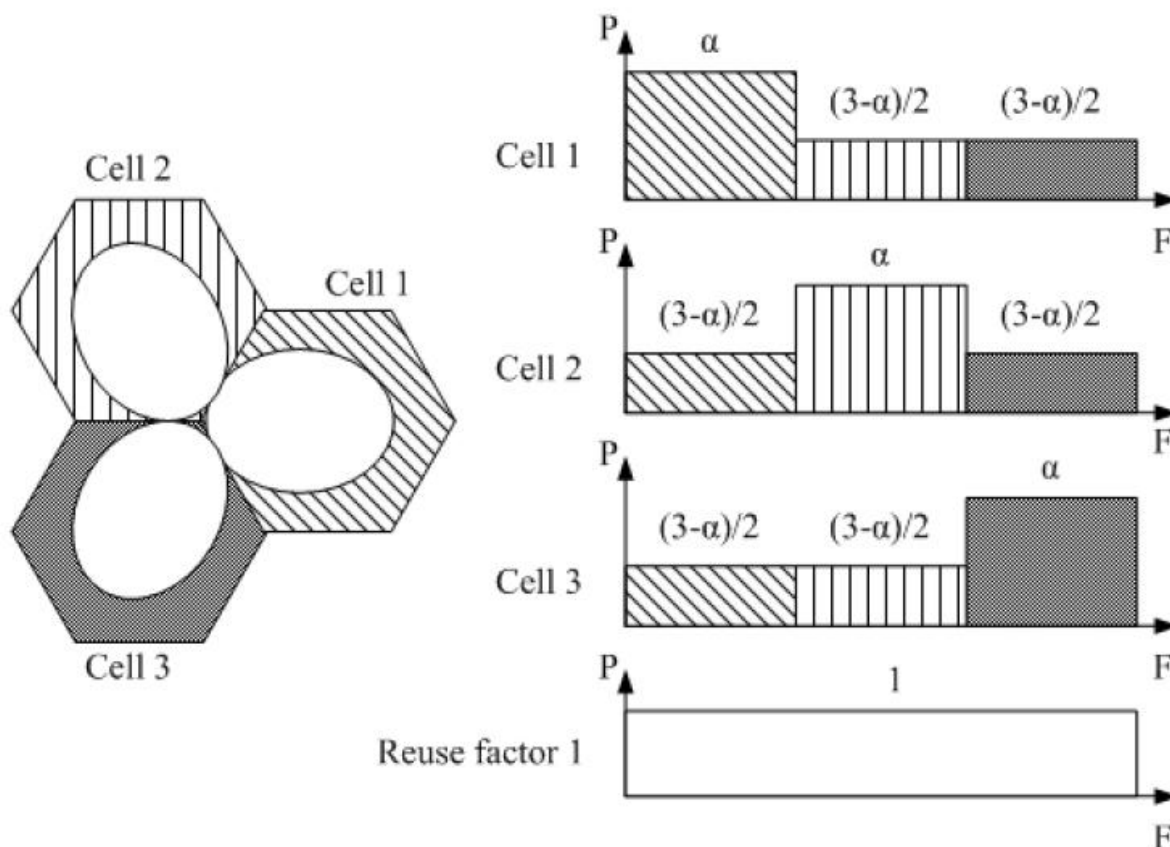 Cell 2
Cell 1
Cell 3
P
α
(3-α)/2
(3-α)/2
Cell 1
F
P
α
(3-α)/2
(3-α)/2
Cell 2
F
P
α
(3-α)/2
(3-α)/2
Cell 3
F
P
1
Reuse factor 1
F